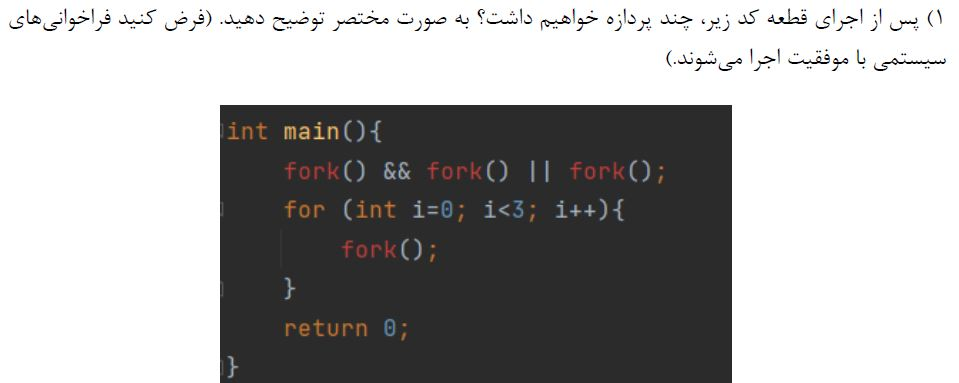 ۱) پس از اجرای قطعه کد زیر، چند پردازه خواهیم داشت؟ به صورت مختصر توضیح دهید. (فرض کنید فراخوانی‌های
سیستمی با موفقیت اجرا می‌شوند.)
int main(){
fork() && fork() || fork();
for (int i=0; i<3; i++){
fork();
}
return 0;
}